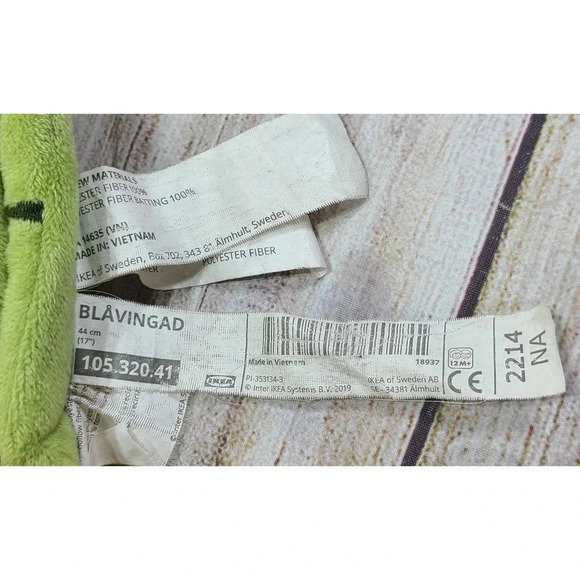 EW MATERIALS
ESTER FIBER 100%
YESTER FIBER BATTING 100%
14635 (VN)
MADE IN: VIETNAM
IKEA of Sweden, Box 702, 343 81 Älmhult, Sweden
POLYESTER FIBER
BLÅVINGAD
44 cm
(17")
105.320.41
IKEA
Made in Vietnam
18937
PI-353134-3
© Inter IKEA Systems B.V. 2019
IKEA of Sweden AB
SE - 34381 Älmhult
12 M+
CE
2214
NA